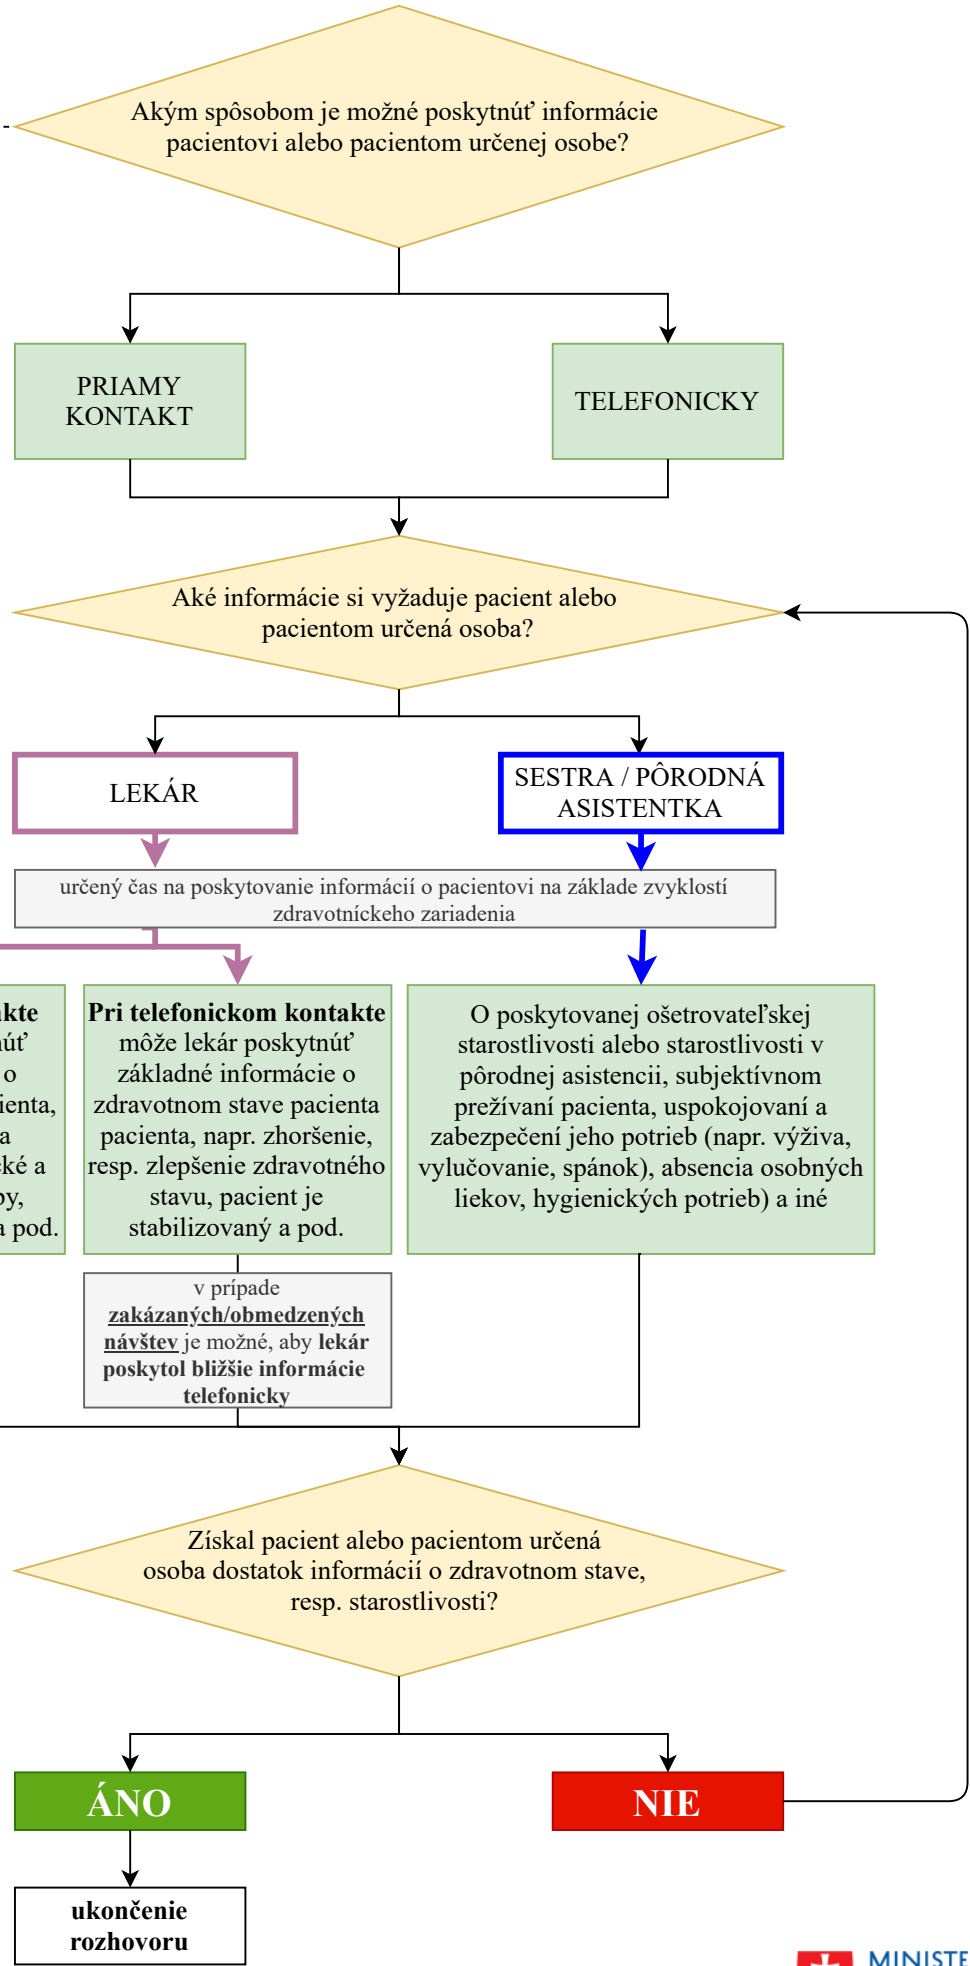 Akým spôsobom je možné poskytnúť informácie
pacientovi alebo pacientom určenej osobe?
PRIAMY
KONTAKT
TELEFONICKY
Aké informácie si vyžaduje pacient alebo
pacientom určená osoba?
LEKÁR
SESTRA / PÔRODNÁ
ASISTENTKA
určený čas na poskytovanie informácií o pacientovi na základe zvyklostí
zdravotníckeho zariadenia
o
a
a pod.
Pri telefonickom kontakte
môže lekár poskytnúť
základné informácie o
zdravotnom stave pacienta
pacienta, napr. zhoršenie,
resp. zlepšenie zdravotného
stavu, pacient je
stabilizovaný a pod.
O poskytovanej ošetrovateľskej
starostlivosti alebo starostlivosti v
pôrodnej asistencii, subjektívnom
prežívaní pacienta, uspokojovaní a
zabezpečení jeho potrieb (napr. výživa,
vylučovanie, spánok), absencia osobných
liekov, hygienických potrieb) a iné
v prípade
zakázaných/obmedzených
návštev je možné, aby lekár
poskytol bližšie informácie
telefonicky
Získal pacient alebo pacientom určená
osoba dostatok informácií o zdravotnom stave,
resp. starostlivosti?
ÁNO
NIE
ukončenie
rozhovoru